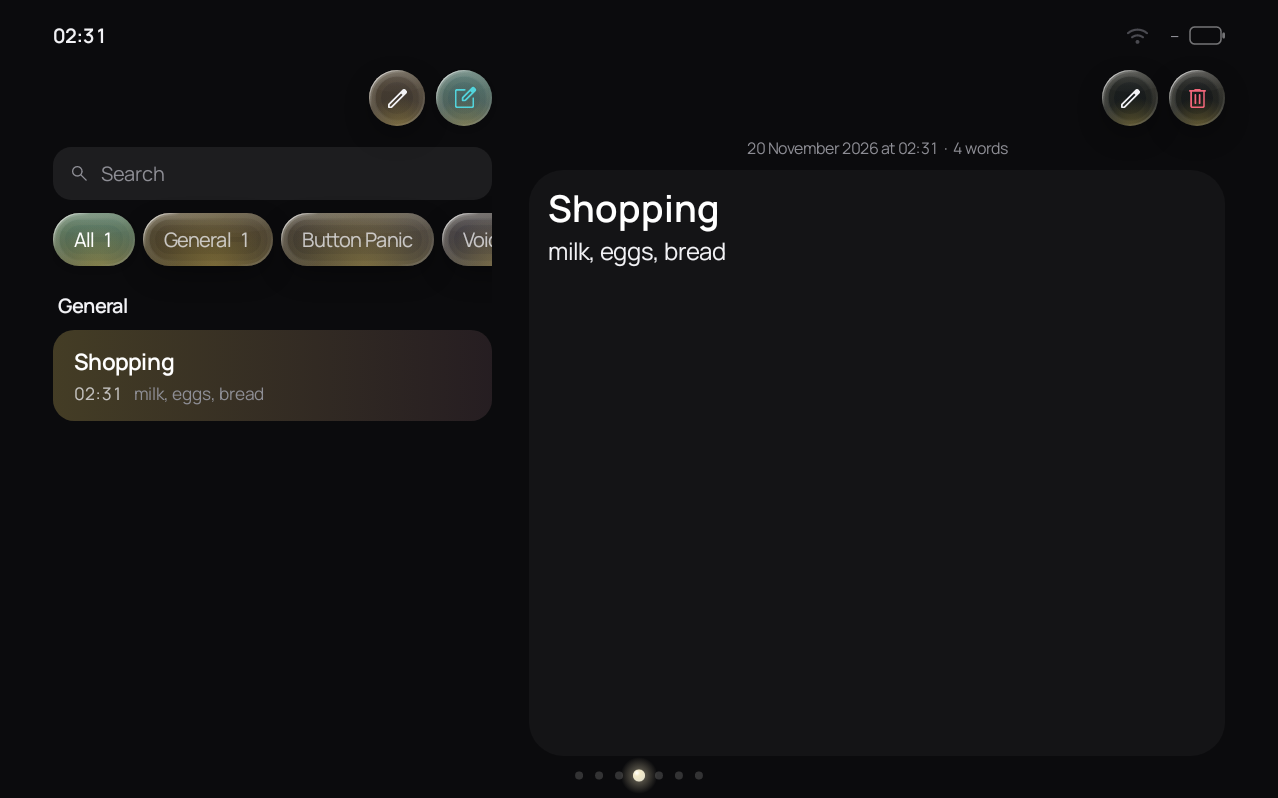 02:31
–
Search
All 1
General 1
Button Panic
General
Shopping
02:31 milk, eggs, bread
20 November 2026 at 02:31 · 4 words
Shopping
milk, eggs, bread